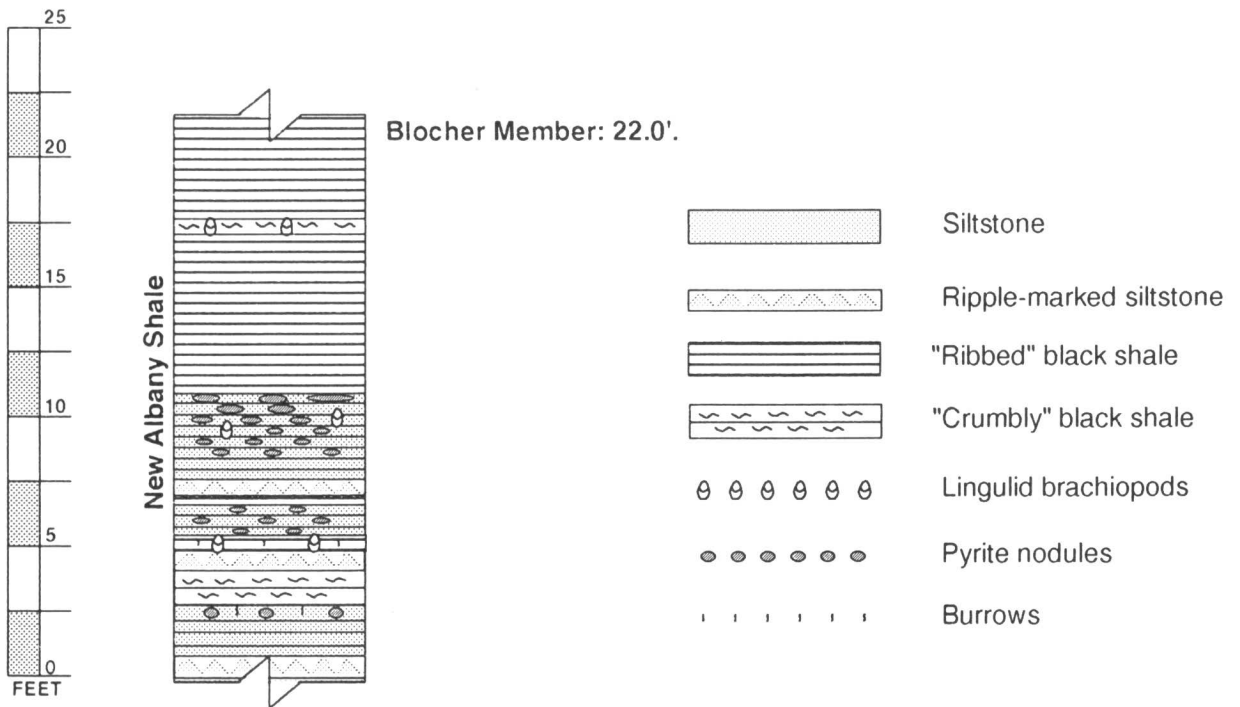 25
20
15
10
5
0
FEET
New Albany Shale
Blocher Member: 22.0'.
Siltstone
Ripple-marked siltstone
"Ribbed" black shale
"Crumbly" black shale
Lingulid brachiopods
Pyrite nodules
Burrows